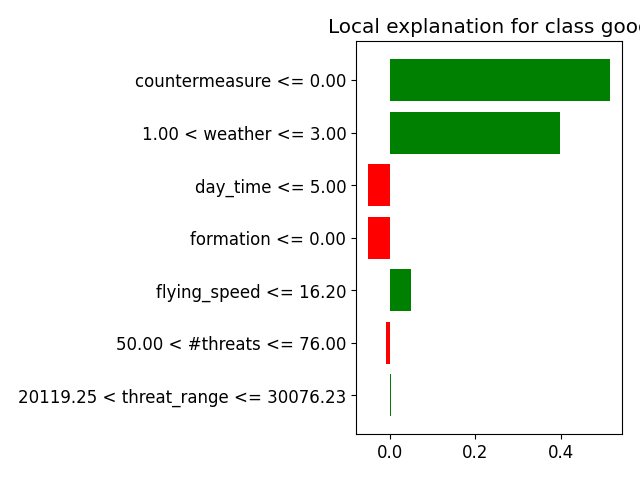 Local explanation for class goo
countermeasure <= 0.00
1.00 < weather <= 3.00
day_time <= 5.00
formation <= 0.00
flying_speed <= 16.20
50.00 < #threats <= 76.00
20119.25 < threat_range <= 30076.23
0.0 0.2 0.4